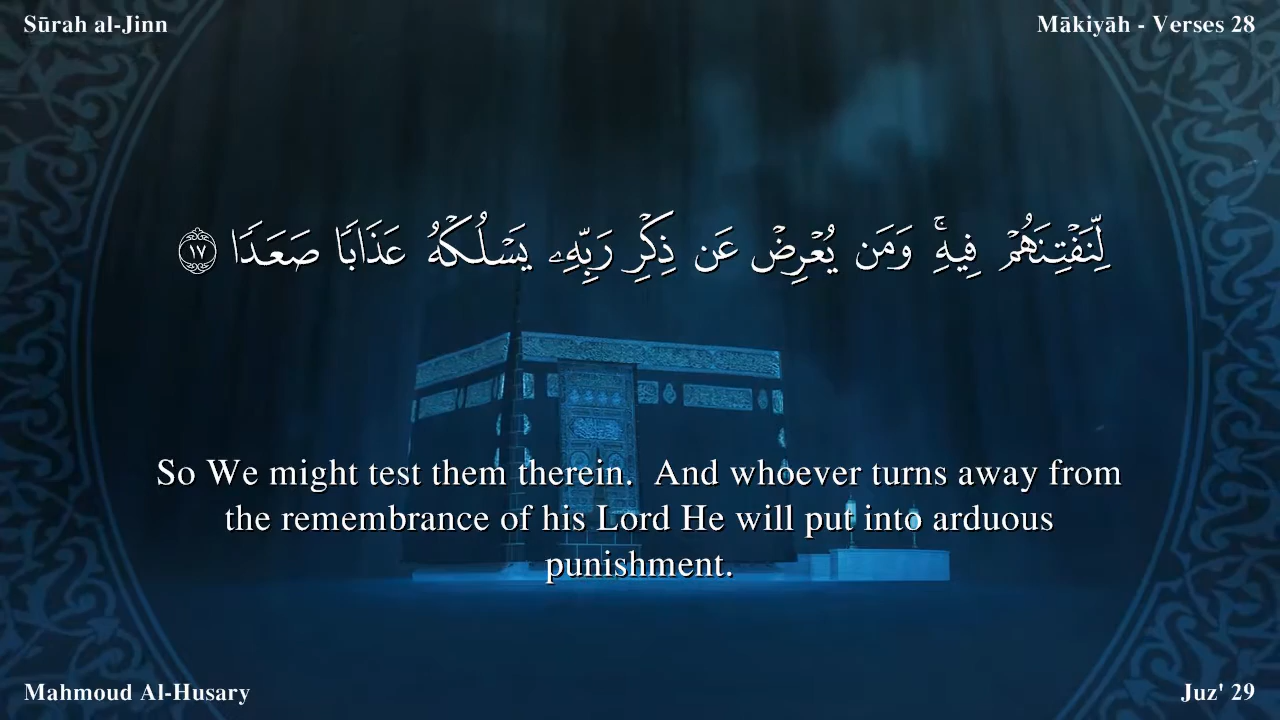 Sūrah al-Jinn
Mākiyāh - Verses 28
لِّنَفْتِنَهُمْ فِيهِ ۚ وَمَن يُعْرِضْ عَن ذِكْرِ رَبِّهِۦ يَسْلُكْهُ عَذَابًا صَعَدًا ١٧
So We might test them therein.  And whoever turns away from
the remembrance of his Lord He will put into arduous
punishment.
Mahmoud Al-Husary
Juz' 29